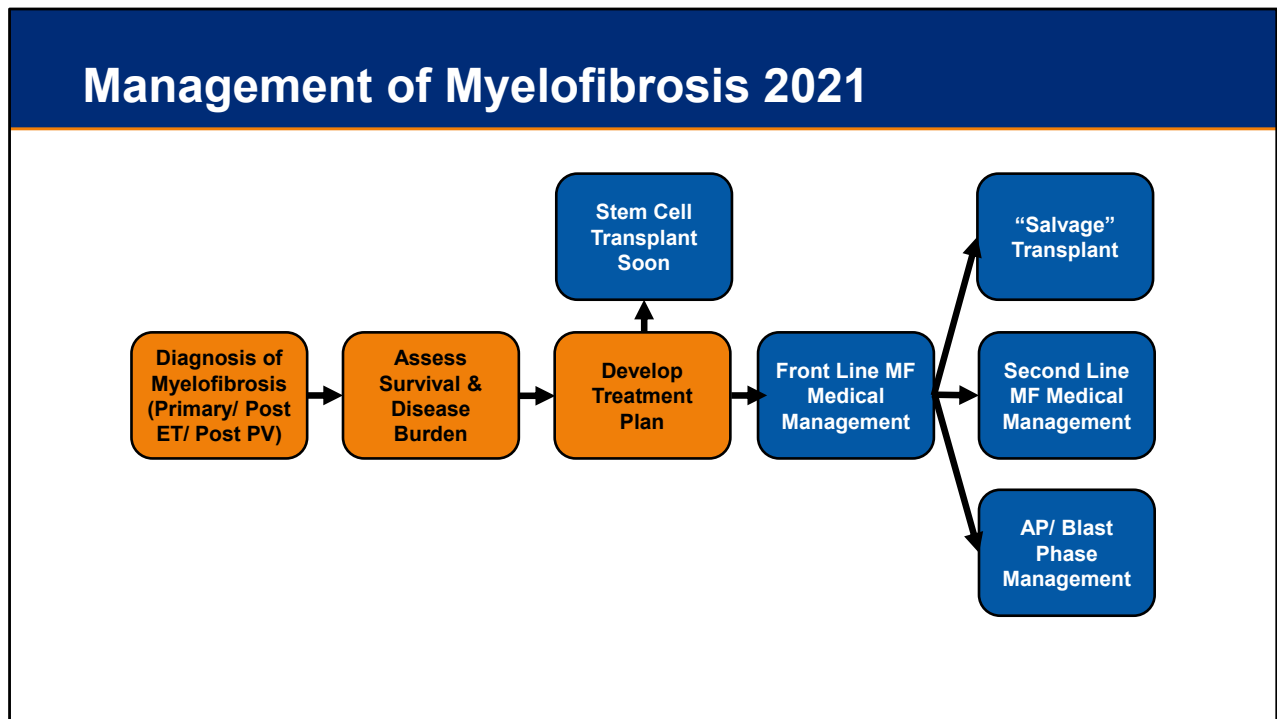 Management of Myelofibrosis 2021
Stem Cell
Transplant
Soon
“Salvage”
Transplant
Diagnosis of
Myelofibrosis
(Primary/ Post
ET/ Post PV)
Assess
Survival &
Disease
Burden
Develop
Treatment
Plan
Front Line MF
Medical
Management
Second Line
MF Medical
Management
AP/ Blast
Phase
Management